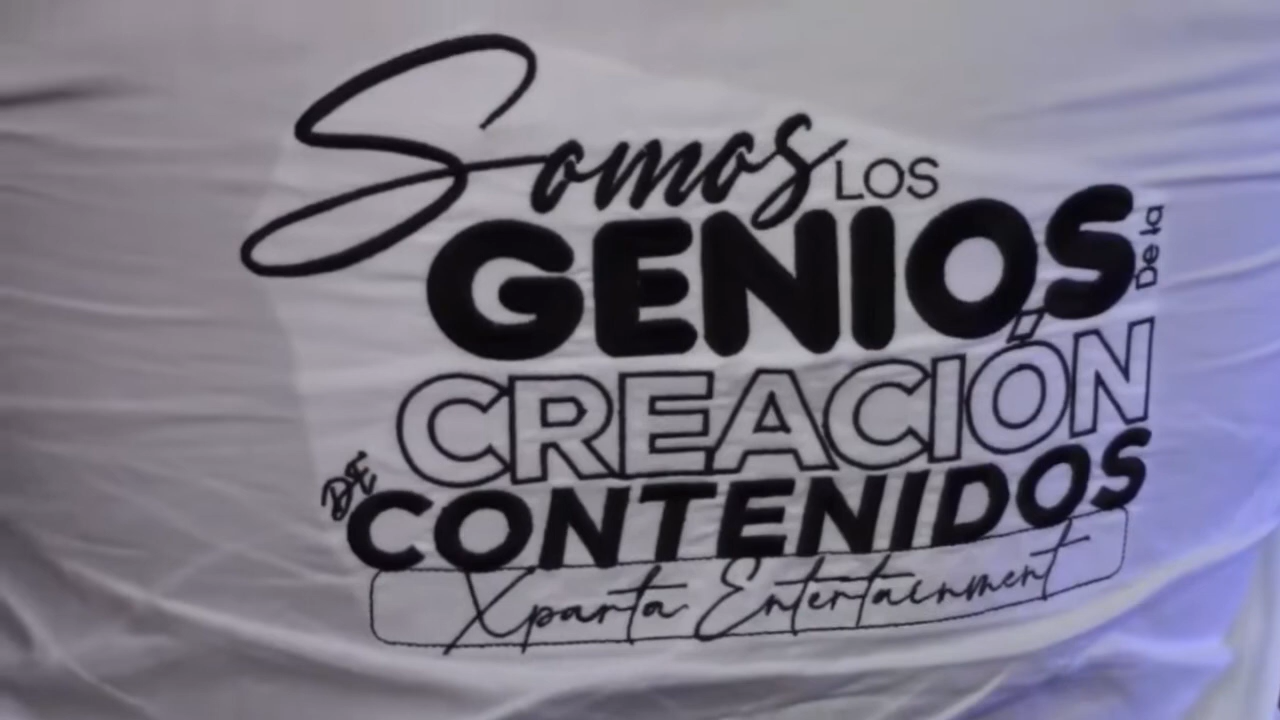 Somos LOS
GENIOS De la
CREACIÓN
DE CONTENIDOS
Xparta Entertainment